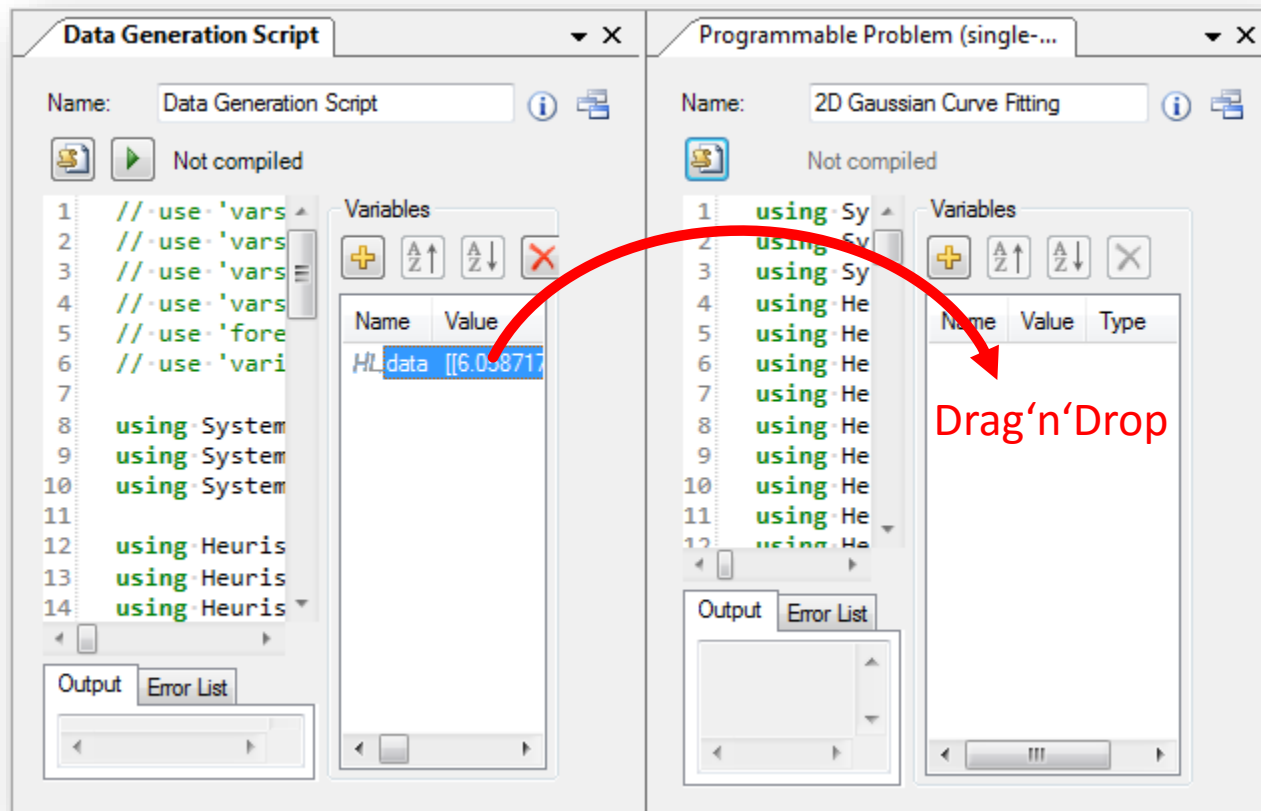 Data Generation Script
Name: Data Generation Script
Not compiled
1 //·use·'vars
2 //·use·'vars
3 //·use·'vars
4 //·use·'vars
5 //·use·'fore
6 //·use·'vari
7
8 using·System
9 using·System
10 using·System
11
12 using·Heuris
13 using·Heuris
14 using·Heuris
Output Error List
Variables
Name Value
HL data
Programmable Problem (single-...
Name: 2D Gaussian Curve Fitting
Not compiled
1 using·Sy
2 using·Sy
3 using·Sy
4 using·He
5 using·He
6 using·He
7 using·He
8 using·He
9 using·He
10 using·He
11 using·He
12 using·He
Output Error List
Variables
Name Value Type
Drag‘n‘Drop